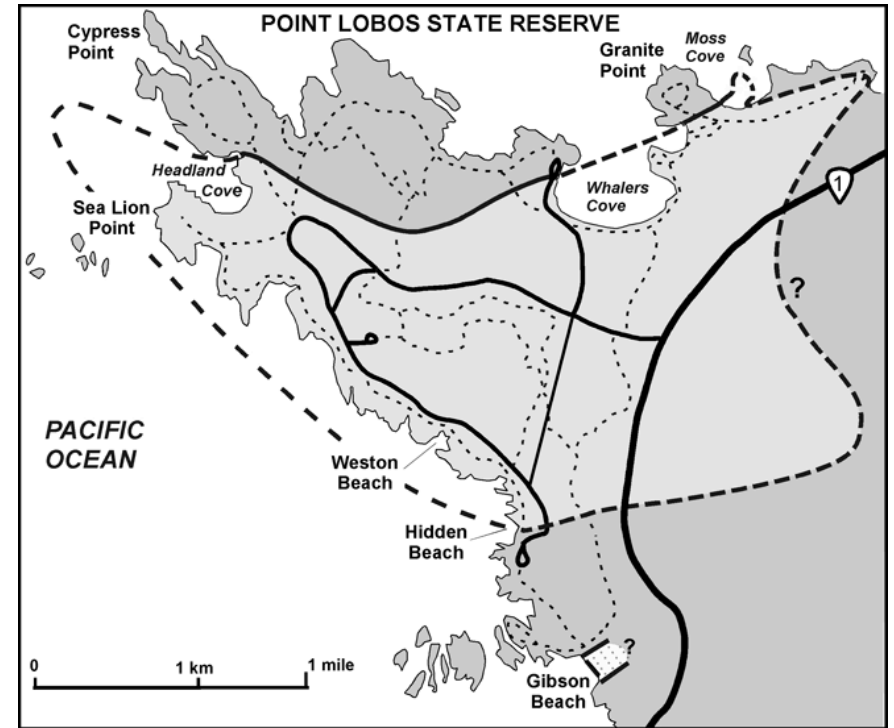 POINT LOBOS STATE RESERVE
Cypress
Point
Moss
Cove
Granite
Point
Headland
Cove
Whalers
Cove
1
Sea Lion
Point
?
PACIFIC
OCEAN
Weston
Beach
Hidden
Beach
?
0
1 km
1 mile
Gibson
Beach